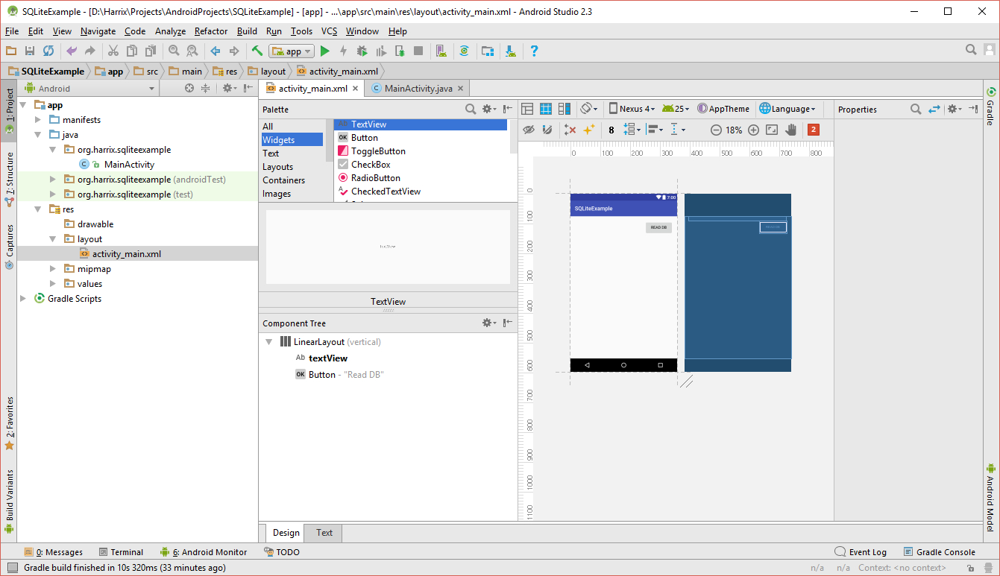 SQLiteExample - [D:\Harrix\Projects\AndroidProjects\SQLiteExample] - [app] - ...\app\src\main\res\layout\activity_main.xml - Android Studio 2.3
File Edit View Navigate Code Analyze Refactor Build Run Tools VCS Window Help
app
SQLiteExample app src main res layout activity_main.xml
1: Project
7: Structure
Captures
2: Favorites
Build Variants
Android
app
manifests
java
org.harrix.sqliteexample
MainActivity
org.harrix.sqliteexample (androidTest)
org.harrix.sqliteexample (test)
res
drawable
layout
activity_main.xml
mipmap
values
Gradle Scripts
activity_main.xml MainActivity.java
Palette
All
Widgets
Text
Layouts
Containers
Images
Ab TextView
OK Button
ToggleButton
CheckBox
RadioButton
CheckedTextView
TextView
TextView
Component Tree
LinearLayout (vertical)
Ab textView
OK Button - "Read DB"
Nexus 4 25 AppTheme Language
8 18% 2
0 100 200 300 400 500 600 700 800
0
100
200
300
400
500
600
700
800
900
1000
1100
7:00
SQLiteExample
READ DB
READ DB
Properties
Gradle
Android Model
Design Text
0: Messages Terminal 6: Android Monitor TODO Event Log Gradle Console
Gradle build finished in 10s 320ms (33 minutes ago) n/a n/a Context: <no context>